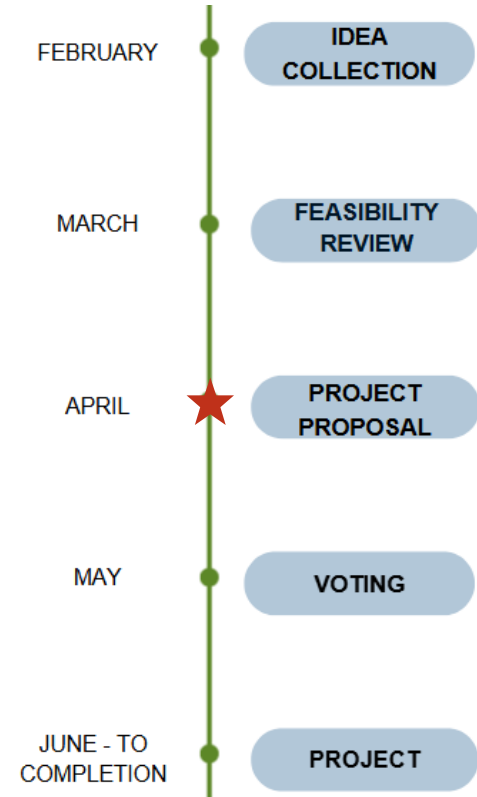 FEBRUARY
IDEA
COLLECTION
MARCH
FEASIBILITY
REVIEW
APRIL
PROJECT
PROPOSAL
MAY
VOTING
JUNE - TO
COMPLETION
PROJECT